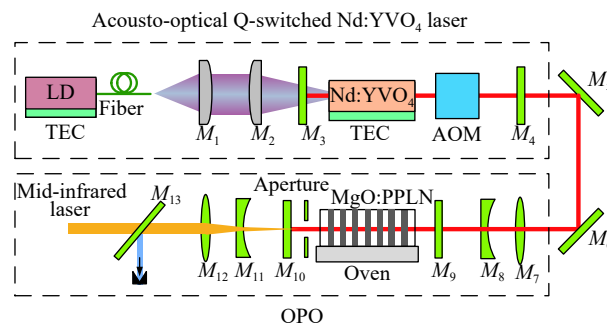 Acousto-optical Q-switched Nd:YVO₄ laser
LD
Fiber
TEC
M₁
M₂
M₃
Nd:YVO₄
TEC
AOM
M₄
M
M
Mid-infrared
laser
M₁₃
M₁₂
M₁₁
Aperture
M₁₀
MgO:PPLN
Oven
M₉
M₈
M₇
OPO